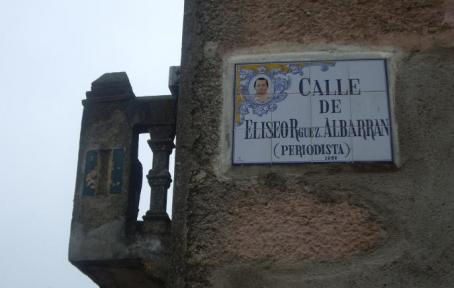 CALLE
DE
ELISEO RGUEZ. ALBARRAN
(PERIODISTA)